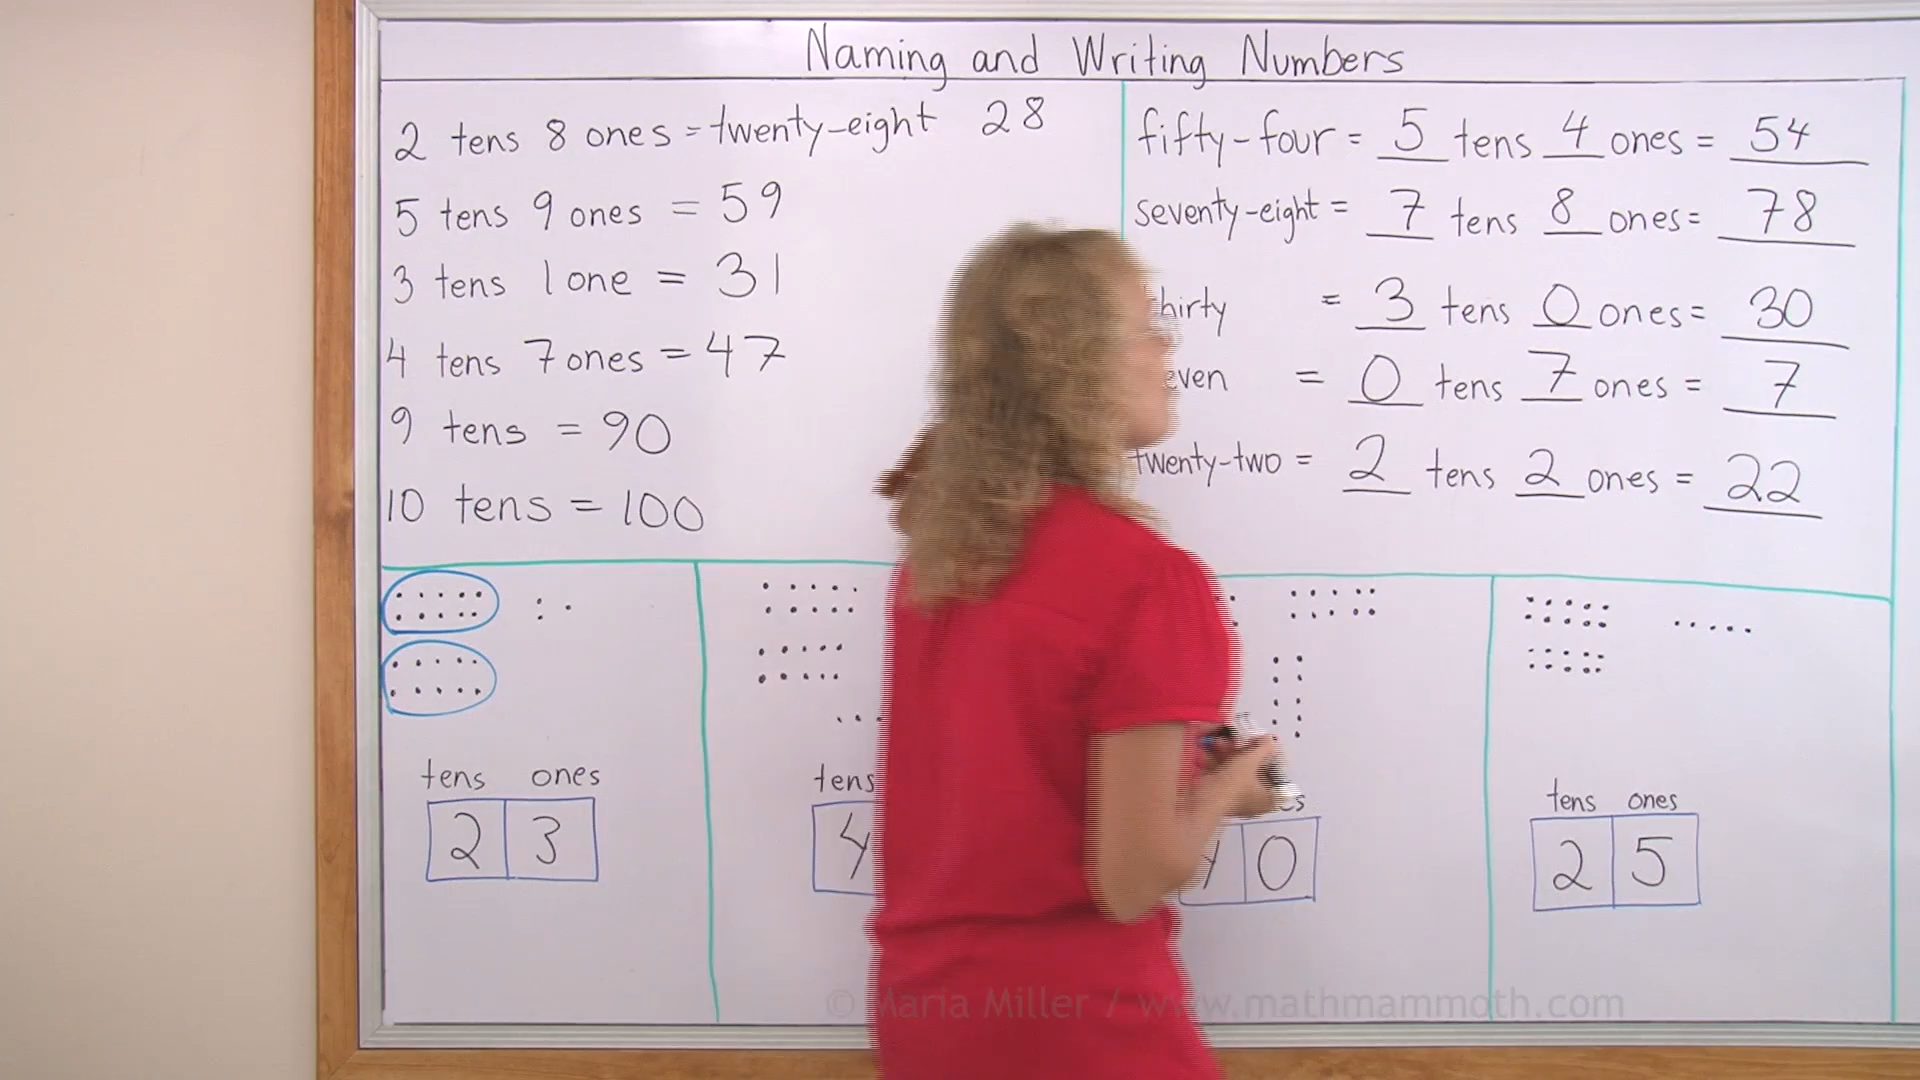 Naming and Writing Numbers
2 tens 8 ones = twenty-eight 28
5 tens 9 ones = 59
3 tens 1 one = 31
4 tens 7 ones = 47
9 tens = 90
10 tens = 100
fifty-four = 5 tens 4 ones = 54
seventy-eight = 7 tens 8 ones = 78
hirty = 3 tens 0 ones = 30
even = 0 tens 7 ones = 7
twenty-two = 2 tens 2 ones = 22
tens ones
2 3
tens
4
0
tens ones
2 5
© Maria Miller / www.mathmammoth.com